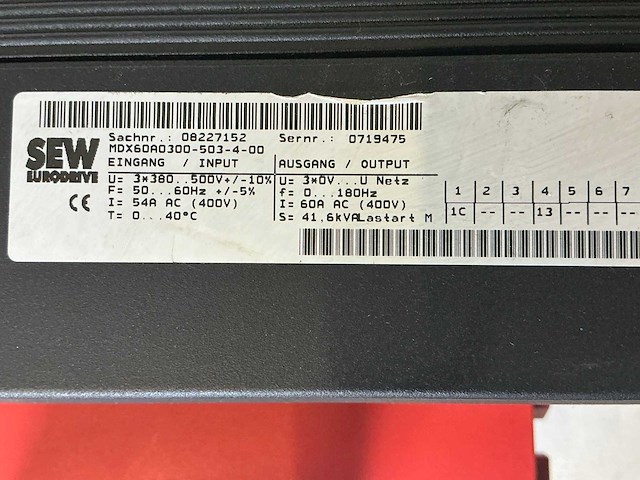 Sachnr.: 08227152 Sernr.: 0719475
MDX60A0300-503-4-00
SEW
EURODRIVE
CE
EINGANG / INPUT
U= 3*380...500V+/-10%
F= 50...60Hz +/-5%
I= 54A AC (400V)
T= 0...40°C
AUSGANG / OUTPUT
U= 3*0V...U Netz
f= 0...180Hz
I= 60A AC (400V)
S= 41,6kVALastart M
1 2 3 4 5 6 7
1C -- -- 13 -- -- --